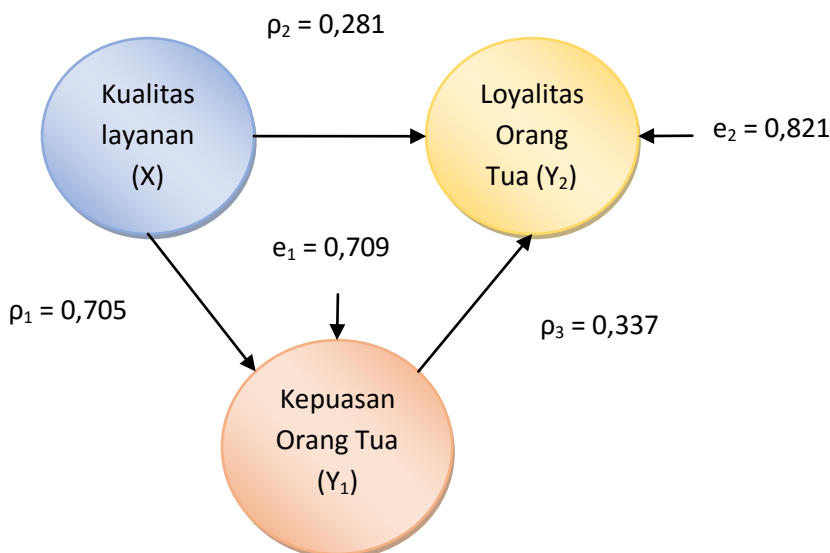 ρ₂ = 0,281
Kualitas
layanan
(X)
Loyalitas
Orang
Tua (Y₂)
e₂ = 0,821
e₁ = 0,709
ρ₁ = 0,705
ρ₃ = 0,337
Kepuasan
Orang Tua
(Y₁)